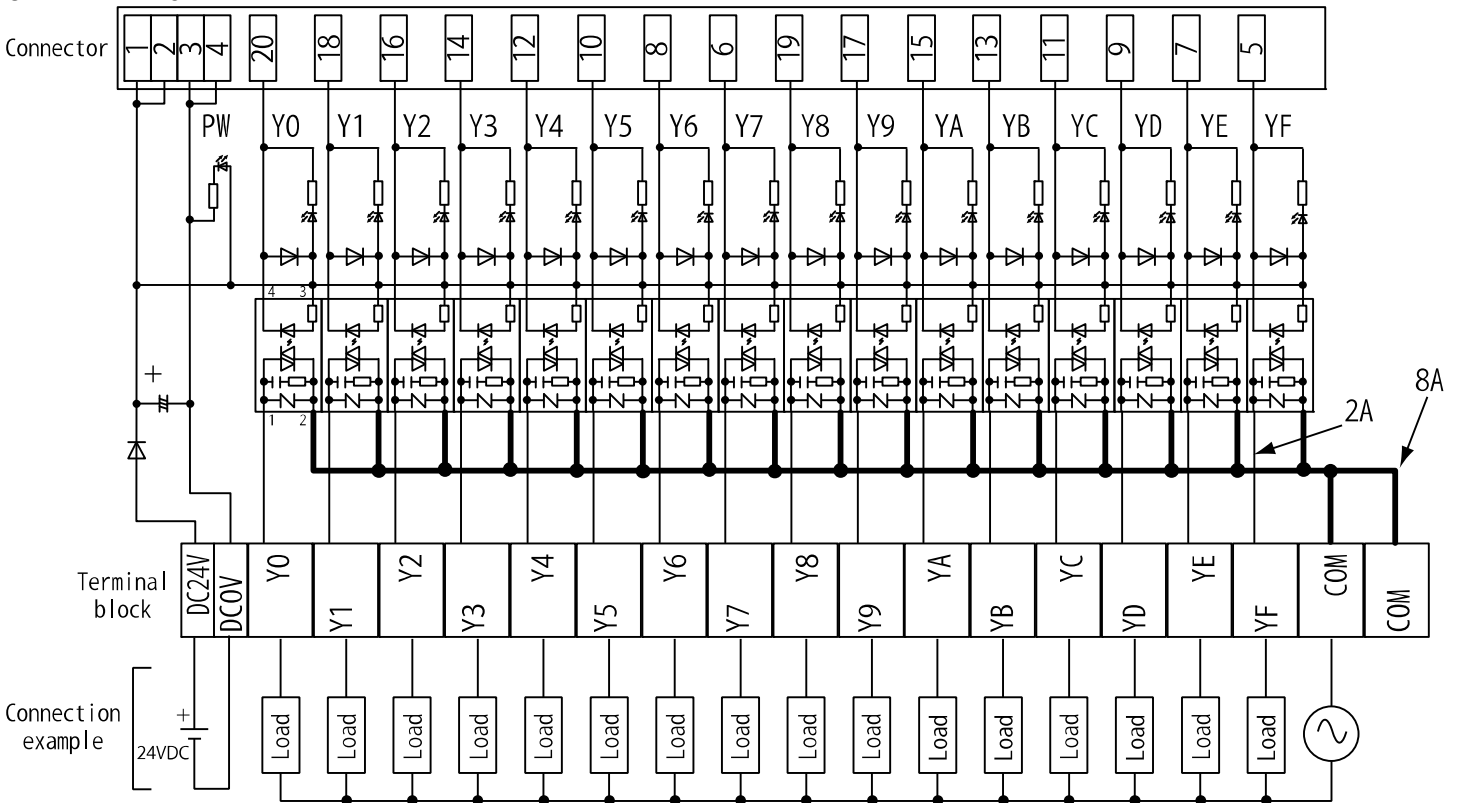 Connector 1 2 3 4 20 18 16 14 12 10 8 6 19 17 15 13 11 9 7 5
PW Y0 Y1 Y2 Y3 Y4 Y5 Y6 Y7 Y8 Y9 YA YB YC YD YE YF
4 3
+
1 2
2A
8A
Terminal block
DC24V DC0V Y0 Y1 Y2 Y3 Y4 Y5 Y6 Y7 Y8 Y9 YA YB YC YD YE YF COM COM
Connection example
+
24VDC
Load Load Load Load Load Load Load Load Load Load Load Load Load Load Load Load